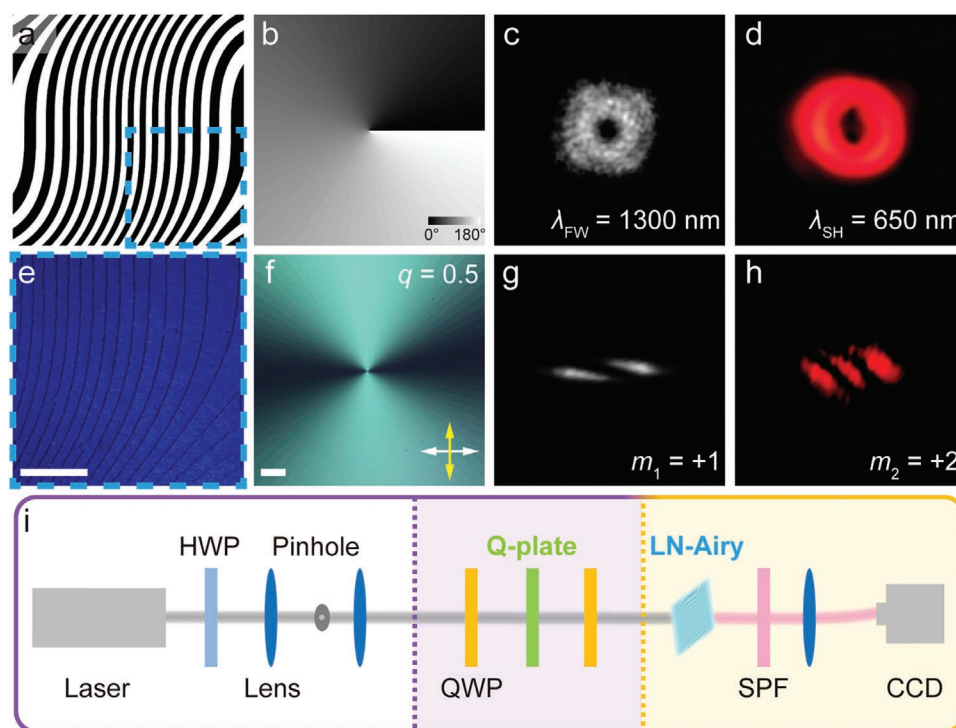 a
b
0° 180°
c
λFW = 1300 nm
d
λSH = 650 nm
e
f
q = 0.5
g
m1 = +1
h
m2 = +2
i
HWP Pinhole Q-plate LN-Airy
Laser Lens QWP SPF CCD